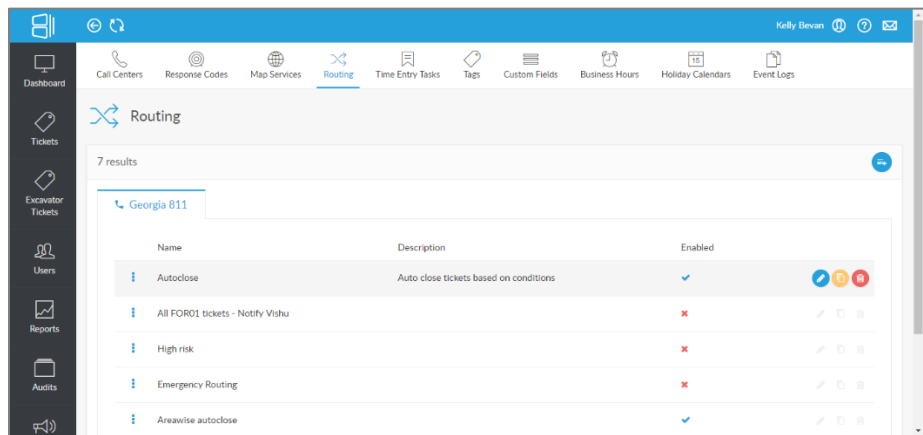 Kelly Bevan
Dashboard
Tickets
Excavator
Tickets
Users
Reports
Audits
Call Centers
Response Codes
Map Services
Routing
Time Entry Tasks
Tags
Custom Fields
Business Hours
15
Holiday Calendars
Event Logs
Routing
7 results
Georgia 811
Name Description Enabled
Autoclose Auto close tickets based on conditions
All FOR01 tickets - Notify Vishu
High risk
Emergency Routing
Areawise autoclose